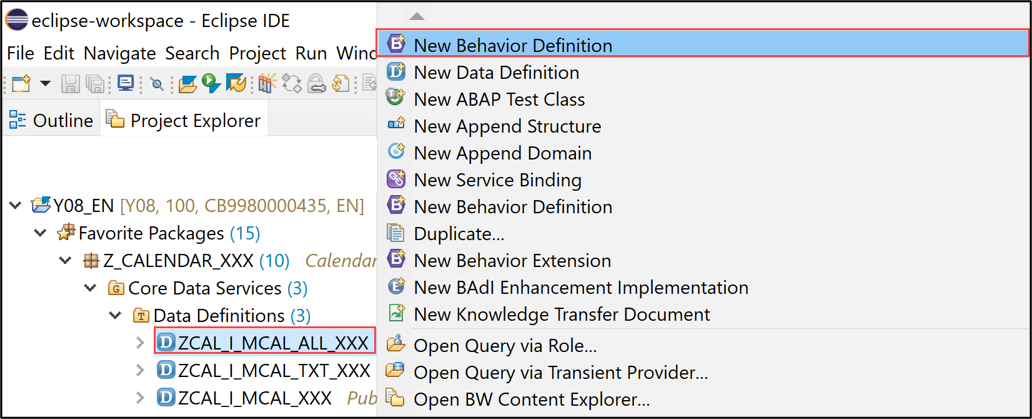 eclipse-workspace - Eclipse IDE
File Edit Navigate Search Project Run Wind
Outline Project Explorer
Y08_EN [Y08, 100, CB9980000435, EN]
Favorite Packages (15)
Z_CALENDAR_XXX (10) Calendar
Core Data Services (3)
Data Definitions (3)
ZCAL_I_MCAL_ALL_XXX
ZCAL_I_MCAL_TXT_XXX
ZCAL_I_MCAL_XXX Pub
New Behavior Definition
New Data Definition
New ABAP Test Class
New Append Structure
New Append Domain
New Service Binding
New Behavior Definition
Duplicate...
New Behavior Extension
New BAdI Enhancement Implementation
New Knowledge Transfer Document
Open Query via Role...
Open Query via Transient Provider...
Open BW Content Explorer...